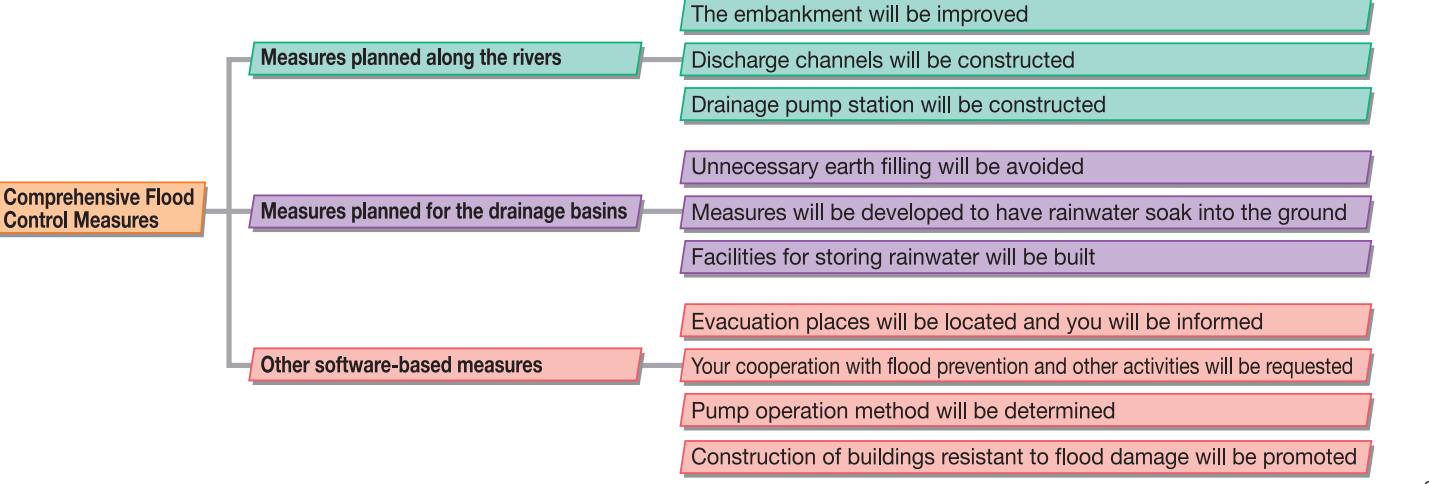 Comprehensive Flood
Control Measures
Measures planned along the rivers
The embankment will be improved
Discharge channels will be constructed
Drainage pump station will be constructed
Measures planned for the drainage basins
Unnecessary earth filling will be avoided
Measures will be developed to have rainwater soak into the ground
Facilities for storing rainwater will be built
Other software-based measures
Evacuation places will be located and you will be informed
Your cooperation with flood prevention and other activities will be requested
Pump operation method will be determined
Construction of buildings resistant to flood damage will be promoted